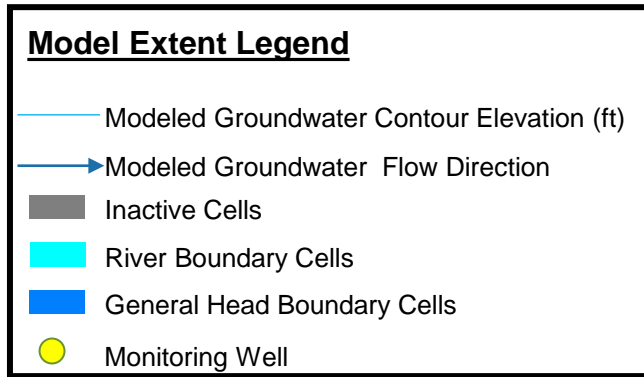 Model Extent Legend
Modeled Groundwater Contour Elevation (ft)
Modeled Groundwater Flow Direction
Inactive Cells
River Boundary Cells
General Head Boundary Cells
Monitoring Well